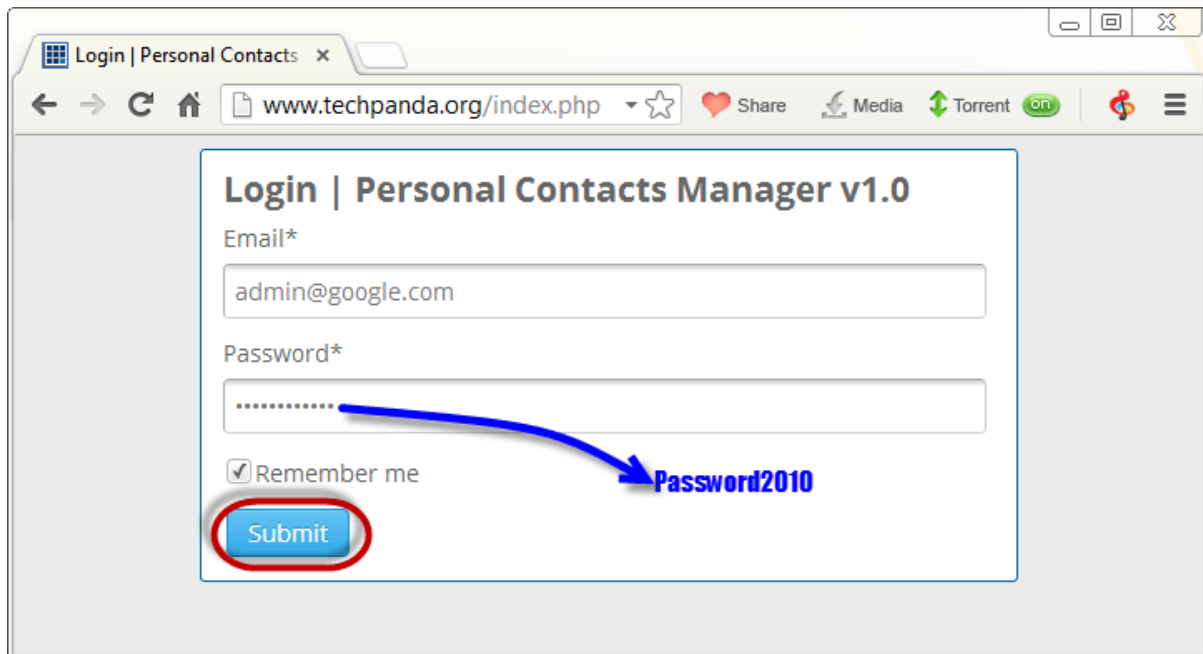 Login | Personal Contacts
www.techpanda.org/index.php
Share
Media
Torrent
on
Login | Personal Contacts Manager v1.0
Email*
admin@google.com
Password*
••••••••••••
Remember me
Password2010
Submit